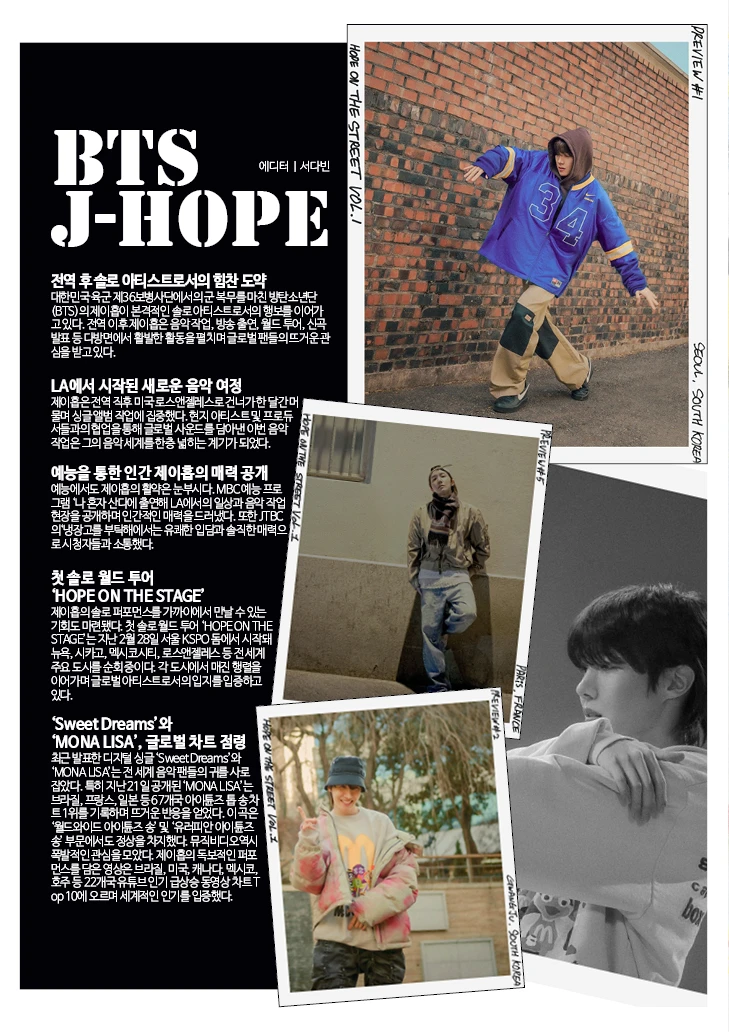 BTS
J-HOPE
에디터 | 서다빈
전역 후 솔로 아티스트로서의 힘찬 도약
대한민국 육군 제36보병사단에서의 군 복무를 마친 방탄소년단
(BTS)의 제이홉이 본격적인 솔로 아티스트로서의 행보를 이어가
고 있다. 전역 이후 제이홉은 음악 작업, 방송 출연, 월드 투어, 신곡
발표 등 다방면에서 활발한 활동을 펼치며 글로벌 팬들의 뜨거운 관
심을 받고 있다.
LA에서 시작된 새로운 음악 여정
제이홉은 전역 직후 미국 로스앤젤레스로 건너가 한 달간 머
물며 싱글 앨범 작업에 집중했다. 현지 아티스트 및 프로듀
서들과의 협업을 통해 글로벌 사운드를 담아낸 이번 음악
작업은 그의 음악 세계를 한층 넓히는 계기가 되었다.
예능을 통한 인간 제이홉의 매력 공개
예능에서도 제이홉의 활약은 눈부시다. MBC 예능 프로
그램 '나 혼자 산다'에 출연해 LA에서의 일상과 음악 작업
현장을 공개하며 인간적인 매력을 드러냈다. 또한 JTBC
의 '냉장고를 부탁해'에서는 유쾌한 입담과 솔직한 매력으
로 시청자들과 소통했다.
첫 솔로 월드 투어
‘HOPE ON THE STAGE’
제이홉의 솔로 퍼포먼스를 가까이에서 만날 수 있는
기회도 마련됐다. 첫 솔로 월드 투어 ‘HOPE ON THE
STAGE’는 지난 2월 28일 서울 KSPO 돔에서 시작돼
뉴욕, 시카고, 멕시코시티, 로스앤젤레스 등 전 세계
주요 도시를 순회 중이다. 각 도시에서 매진 행렬을
이어가며 글로벌 아티스트로서의 입지를 입증하고
있다.
‘Sweet Dreams’와
‘MONA LISA’, 글로벌 차트 점령
최근 발표한 디지털 싱글 ‘Sweet Dreams’와
‘MONA LISA’는 전 세계 음악 팬들의 귀를 사로
잡았다. 특히 지난 21일 공개된 ‘MONA LISA’는
브라질, 프랑스, 일본 등 67개국 아이튠즈 톱 송 차
트 1위를 기록하며 뜨거운 반응을 얻었다. 이 곡은
‘월드와이드 아이튠즈 송’ 및 ‘유러피안 아이튠즈
송’ 부문에서도 정상을 차지했다. 뮤직비디오 역시
폭발적인 관심을 모았다. 제이홉의 독보적인 퍼포
먼스를 담은 영상은 브라질, 미국, 캐나다, 멕시코,
호주 등 22개국 유튜브 인기 급상승 동영상 차트 T
op 10에 오르며 세계적인 인기를 입증했다.
HOPE ON THE STREET VOL.1
PREVIEW #1
34
SEOUL, SOUTH KOREA
HOPE ON THE STREET VOL.1
PREVIEW #5
PARIS, FRANCE
HOPE ON THE STREET VOL.1
PREVIEW #2
GWANGJU, SOUTH KOREA